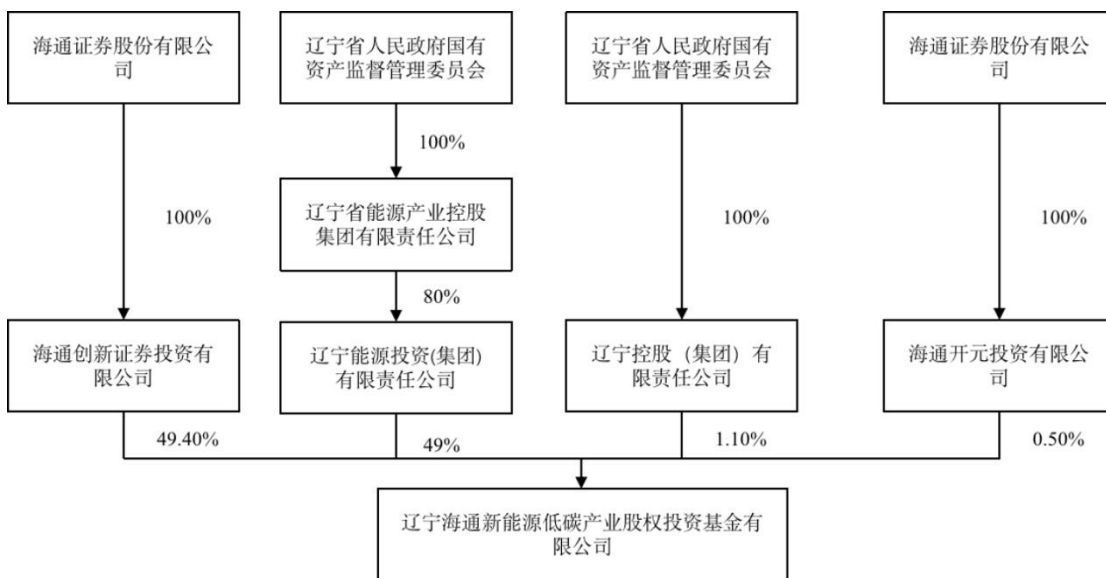 海通证券股份有限公
司
辽宁省人民政府国有
资产监督管理委员会
辽宁省人民政府国有
资产监督管理委员会
海通证券股份有限公
司
100%
辽宁省能源产业控股
集团有限责任公司
100%
100%
100%
80%
海通创新证券投资有
限公司
辽宁能源投资(集团)
有限责任公司
辽宁控股（集团）有
限责任公司
海通开元投资有限公
司
49.40%
49%
1.10%
0.50%
辽宁海通新能源低碳产业股权投资基金有
限公司